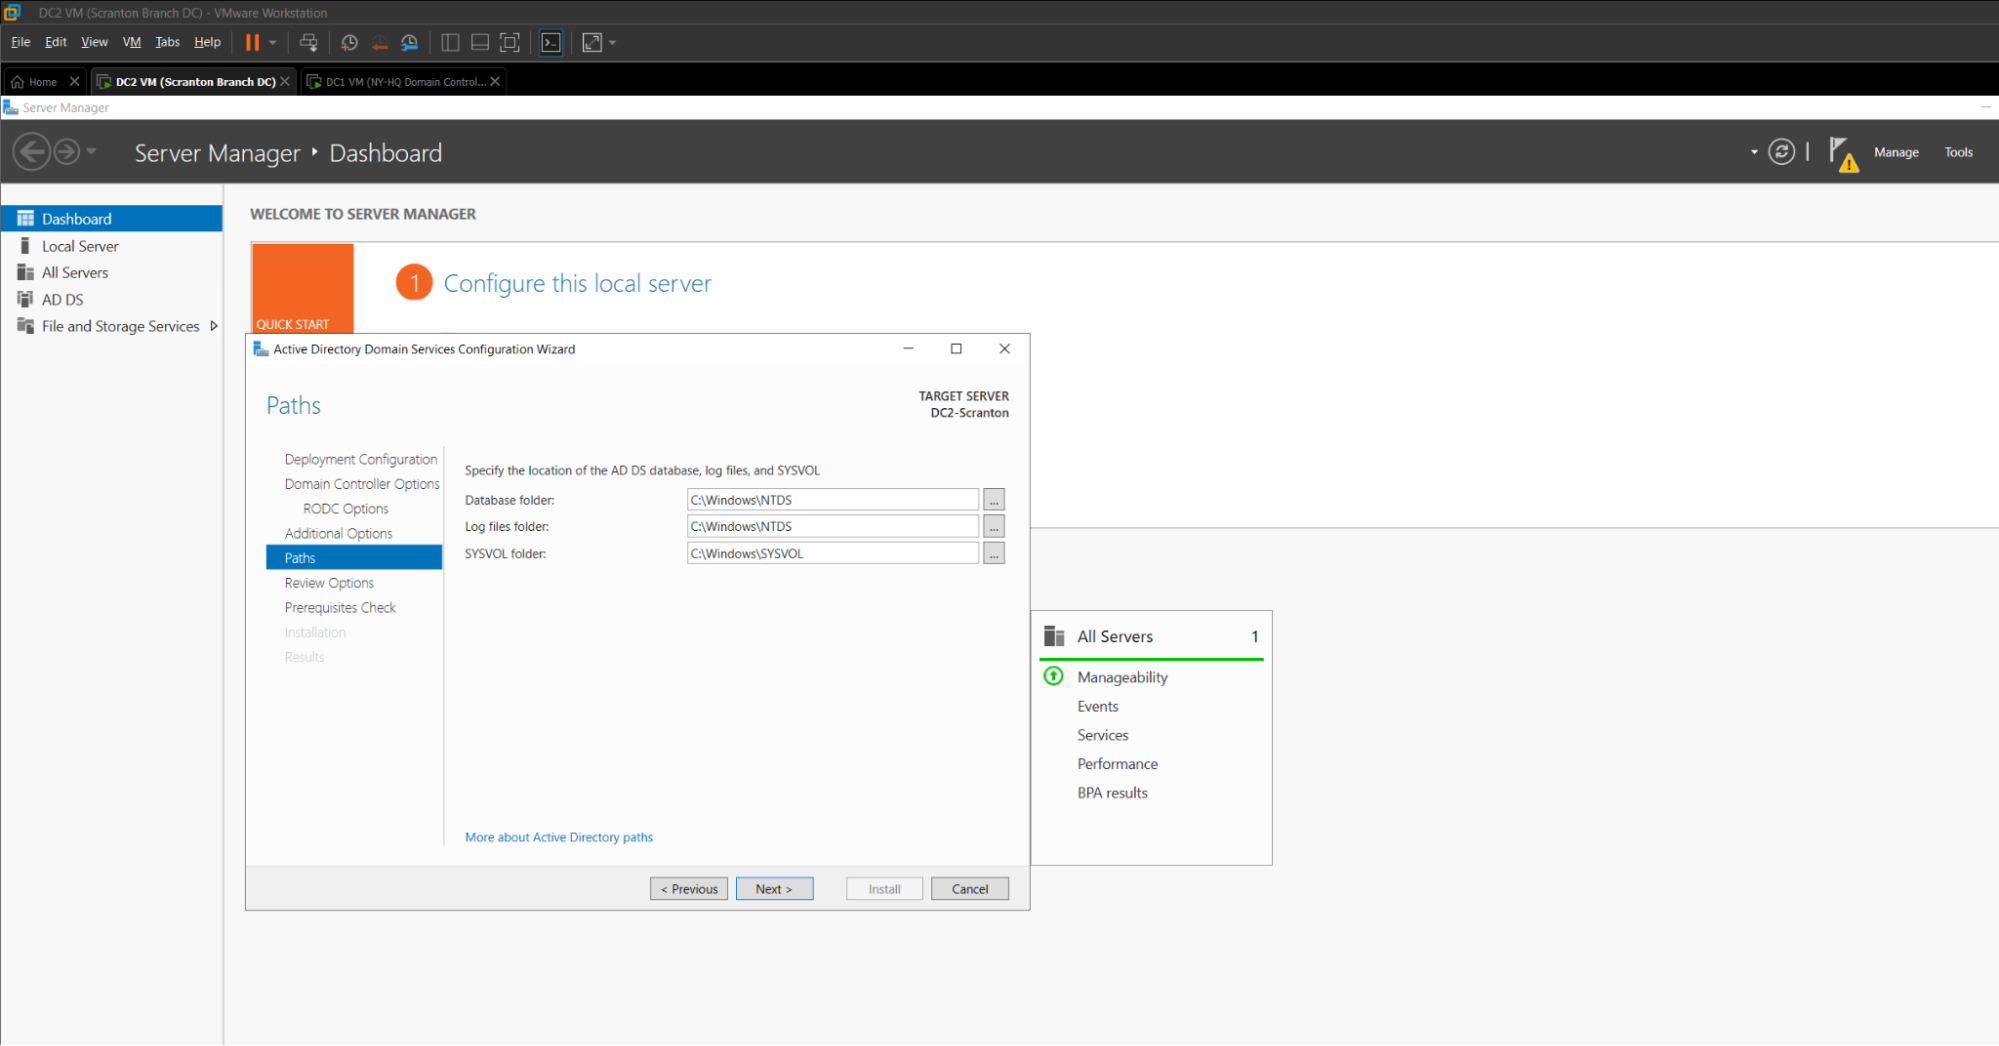 DC2 VM (Scranton Branch DC) - VMware Workstation
File Edit View VM Tabs Help
Home DC2 VM (Scranton Branch DC) DC1 VM (NY-HQ Domain Control...
Server Manager
Server Manager Dashboard
Manage Tools
Dashboard
Local Server
All Servers
AD DS
File and Storage Services
WELCOME TO SERVER MANAGER
QUICK START
1 Configure this local server
Active Directory Domain Services Configuration Wizard
Paths
TARGET SERVER
DC2-Scranton
Deployment Configuration
Domain Controller Options
RODC Options
Additional Options
Paths
Review Options
Prerequisites Check
Installation
Results
Specify the location of the AD DS database, log files, and SYSVOL
Database folder: C:\Windows\NTDS ...
Log files folder: C:\Windows\NTDS ...
SYSVOL folder: C:\Windows\SYSVOL ...
More about Active Directory paths
< Previous Next > Install Cancel
All Servers 1
Manageability
Events
Services
Performance
BPA results